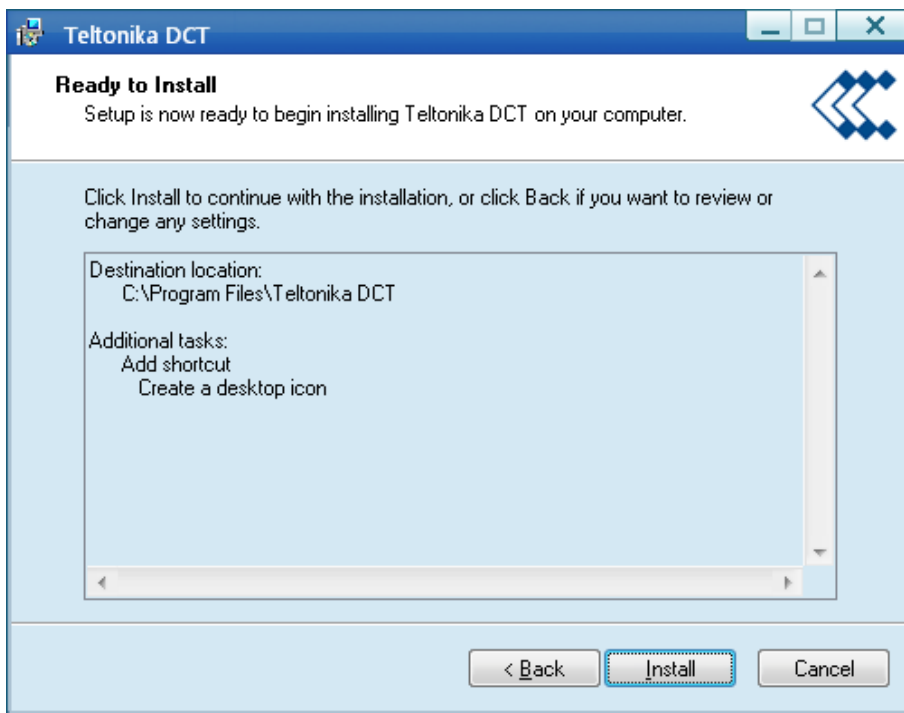 Teltonika DCT
Ready to Install
Setup is now ready to begin installing Teltonika DCT on your computer.
Click Install to continue with the installation, or click Back if you want to review or
change any settings.
Destination location:
C:\Program Files\Teltonika DCT
Additional tasks:
Add shortcut
Create a desktop icon
< Back
Install
Cancel